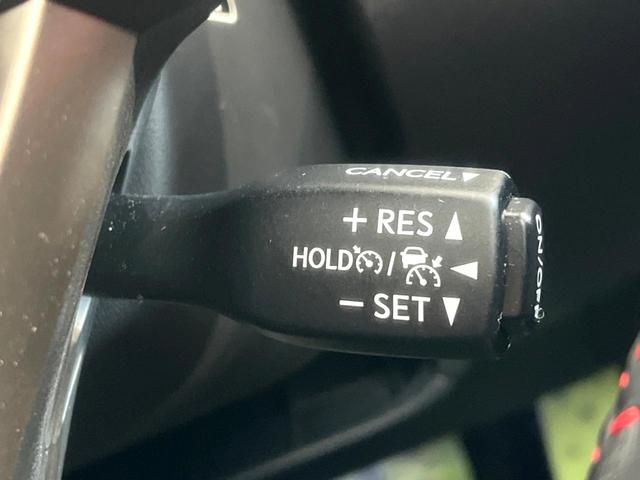 CANCEL▼
+ RES ▲
HOLD / ◀
− SET ▼
ON/OFF